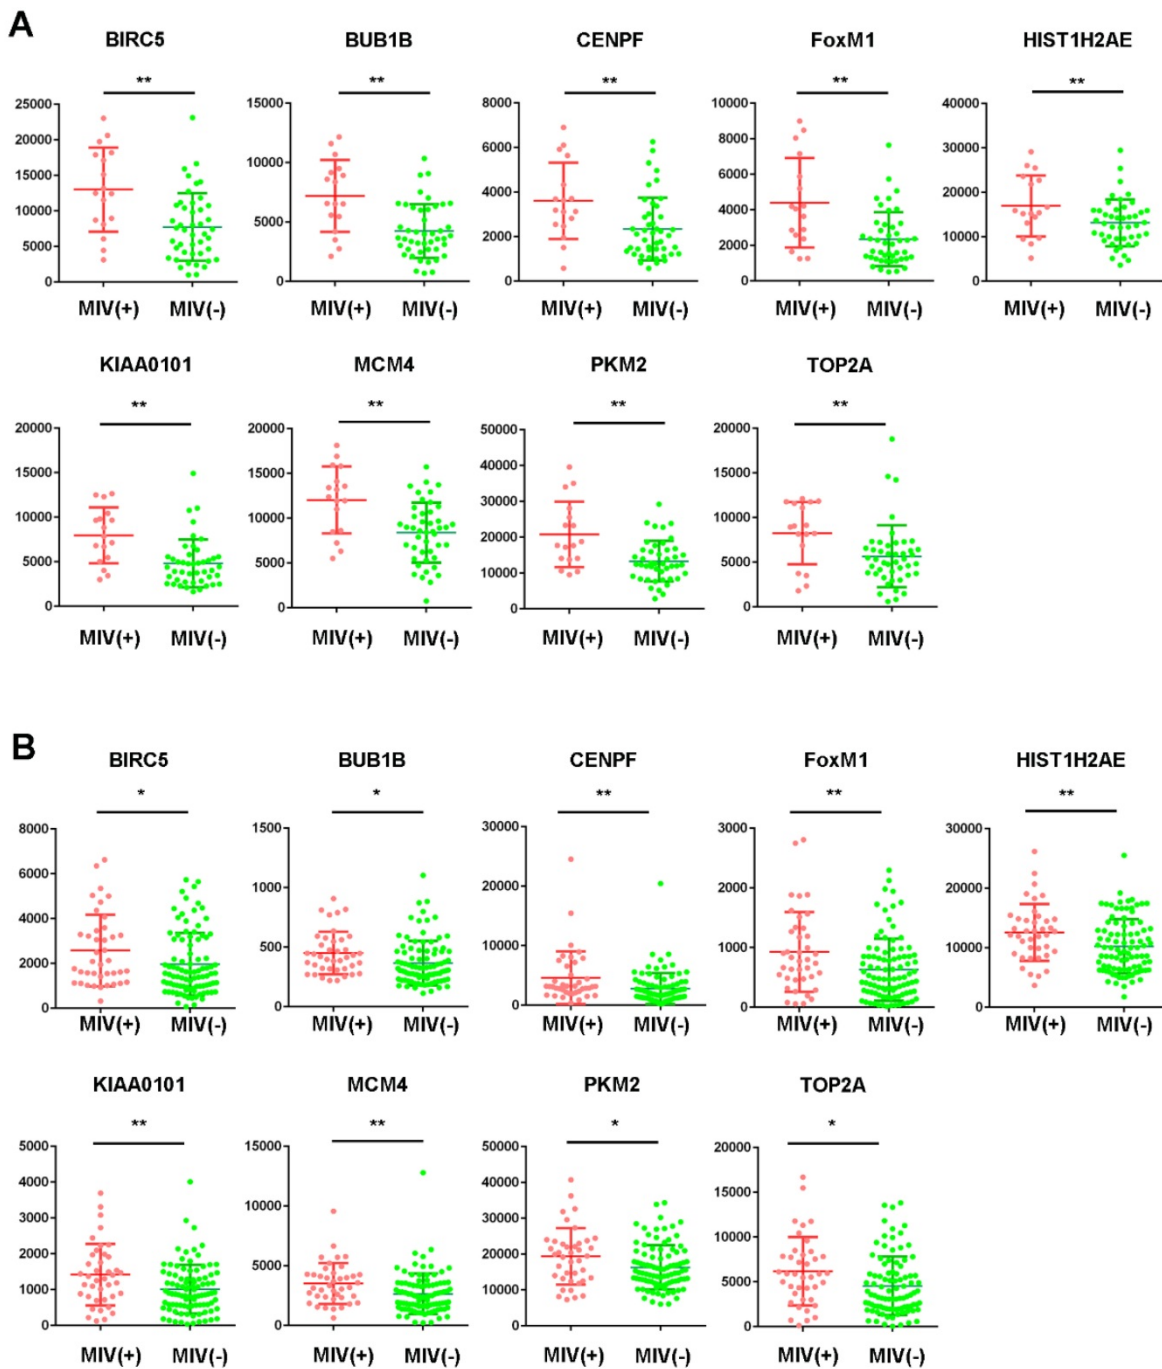 A
BIRC5 BUB1B CENPF FoxM1 HIST1H2AE
** ** ** ** **
25000 15000 8000 10000 40000
20000 8000
15000 10000 6000 6000 30000
10000 5000 4000 4000 20000
5000 2000 2000 10000
0 0 0 0 0
MIV(+) MIV(-) MIV(+) MIV(-) MIV(+) MIV(-) MIV(+) MIV(-) MIV(+) MIV(-)
KIAA0101 MCM4 PKM2 TOP2A
** ** ** **
20000 20000 50000 20000
15000 15000 40000 15000
10000 10000 30000 10000
5000 5000 20000 5000
10000
0 0 0 0
MIV(+) MIV(-) MIV(+) MIV(-) MIV(+) MIV(-) MIV(+) MIV(-)
B
BIRC5 BUB1B CENPF FoxM1 HIST1H2AE
* * ** ** **
8000 1500 30000 3000 30000
6000 1000 20000 2000 20000
4000 500 10000 1000 10000
2000
0 0 0 0 0
MIV(+) MIV(-) MIV(+) MIV(-) MIV(+) MIV(-) MIV(+) MIV(-) MIV(+) MIV(-)
KIAA0101 MCM4 PKM2 TOP2A
** ** * *
5000 15000 50000 20000
4000 10000 40000 15000
3000 5000 30000 10000
2000 20000 5000
1000 10000
0 0 0 0
MIV(+) MIV(-) MIV(+) MIV(-) MIV(+) MIV(-) MIV(+) MIV(-)